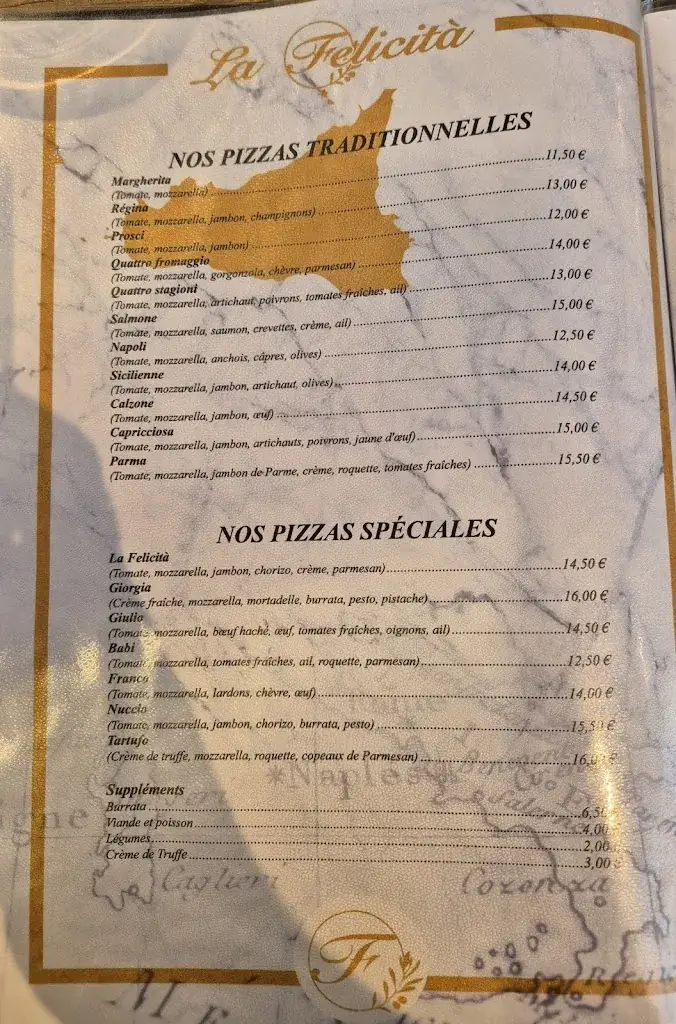 La Felicità
NOS PIZZAS TRADITIONNELLES
Margherita
(Tomate, mozzarella) 11,50 €
Régina
(Tomate, mozzarella, jambon, champignons) 13,00 €
Prosci
(Tomate, mozzarella, jambon) 12,00 €
Quattro fromaggio
(Tomate, mozzarella, gorgonzola, chèvre, parmesan) 14,00 €
Quattro stagioni
(Tomate, mozzarella, artichaut, poivrons, tomates fraîches, ail) 13,00 €
Salmone
(Tomate, mozzarella, saumon, crevettes, crème, ail) 15,00 €
Napoli
(Tomate, mozzarella, anchois, câpres, olives) 12,50 €
Sicilienne
(Tomate, mozzarella, jambon, artichaut, olives) 14,00 €
Calzone
(Tomate, mozzarella, jambon, œuf) 14,50 €
Capricciosa
(Tomate, mozzarella, jambon, artichauts, poivrons, jaune d'œuf) 15,00 €
Parma
(Tomate, mozzarella, jambon de Parme, crème, roquette, tomates fraîches) 15,50 €
NOS PIZZAS SPÉCIALES
La Felicità
(Tomate, mozzarella, jambon, chorizo, crème, parmesan) 14,50 €
Giorgia
(Crème fraîche, mozzarella, mortadelle, burrata, pesto, pistache) 16,00 €
Giulio
(Tomate, mozzarella, bœuf haché, œuf, tomates fraîches, oignons, ail) 14,50 €
Babi
(Tomate, mozzarella, tomates fraîches, ail, roquette, parmesan) 12,50 €
Franco
(Tomate, mozzarella, lardons, chèvre, œuf) 14,00 €
Nuccio
(Tomate, mozzarella, jambon, chorizo, burrata, pesto) 15,50 €
Tartufo
(Crème de truffe, mozzarella, roquette, copeaux de Parmesan) 16,00 €
*Naples
Suppléments
Burrata 6,50
Viande et poisson 4,00
Légumes 2,00
Crème de Truffe 3,00
Caglieri
Cozenza
F